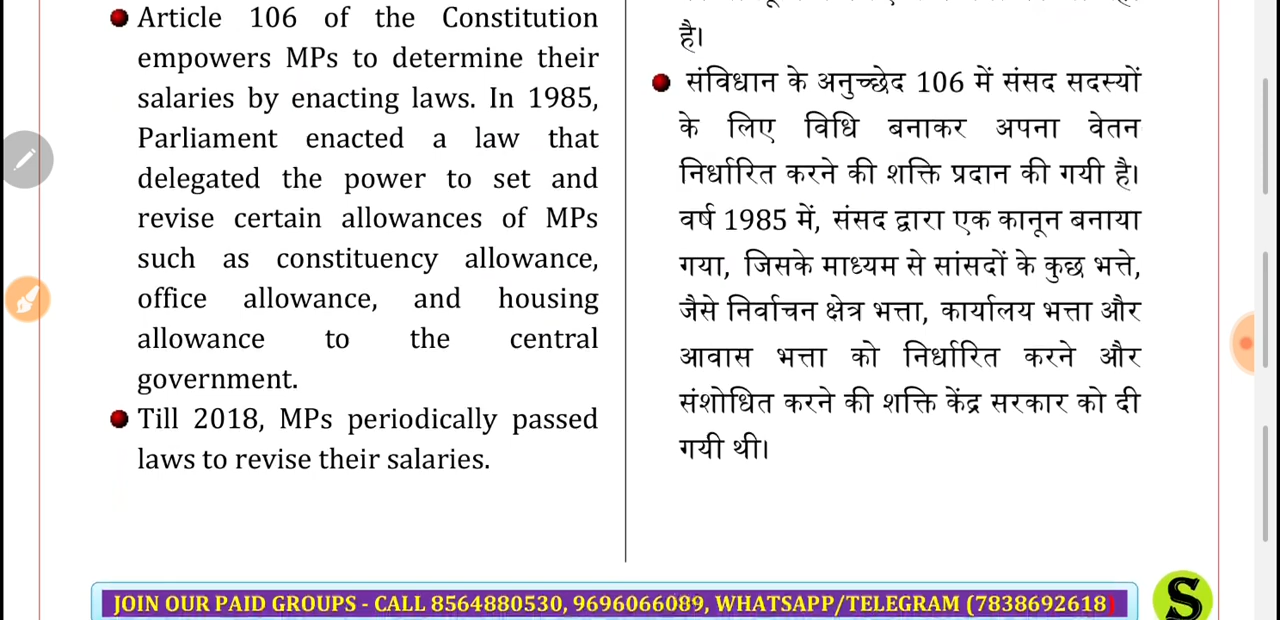 Article 106 of the Constitution
empowers MPs to determine their
salaries by enacting laws. In 1985,
Parliament enacted a law that
delegated the power to set and
revise certain allowances of MPs
such as constituency allowance,
office allowance, and housing
allowance to the central
government.
Till 2018, MPs periodically passed
laws to revise their salaries.
है।
संविधान के अनुच्छेद 106 में संसद सदस्यों
के लिए विधि बनाकर अपना वेतन
निर्धारित करने की शक्ति प्रदान की गयी है।
वर्ष 1985 में, संसद द्वारा एक कानून बनाया
गया, जिसके माध्यम से सांसदों के कुछ भत्ते,
जैसे निर्वाचन क्षेत्र भत्ता, कार्यालय भत्ता और
आवास भत्ता को निर्धारित करने और
संशोधित करने की शक्ति केंद्र सरकार को दी
गयी थी।
JOIN OUR PAID GROUPS - CALL 8564880530, 9696066089, WHATSAPP/TELEGRAM (7838692618)
S